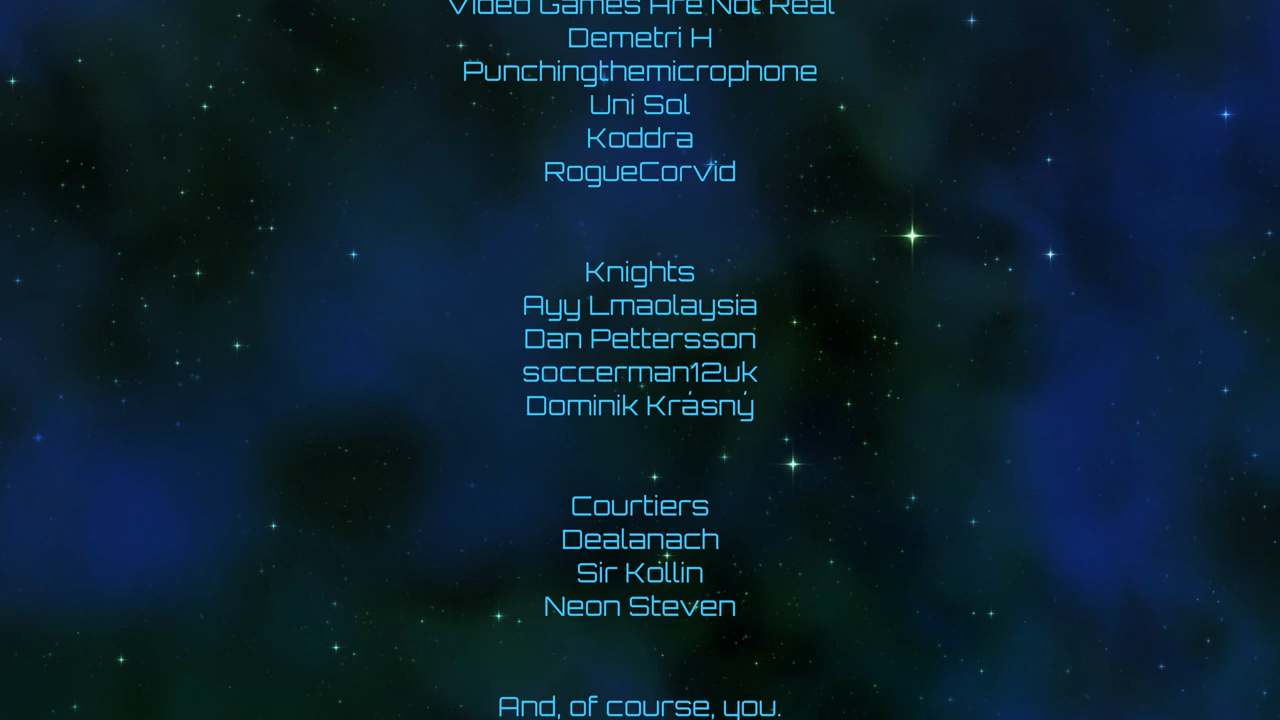 Video Games Are Not Real
Demetri H
Punchingthemicrophone
Uni Sol
Koddra
RogueCorvid
Knights
Ayy Lmaolaysia
Dan Pettersson
soccerman12uk
Dominik Krásný
Courtiers
Dealanach
Sir Kollin
Neon Steven
And, of course, you.